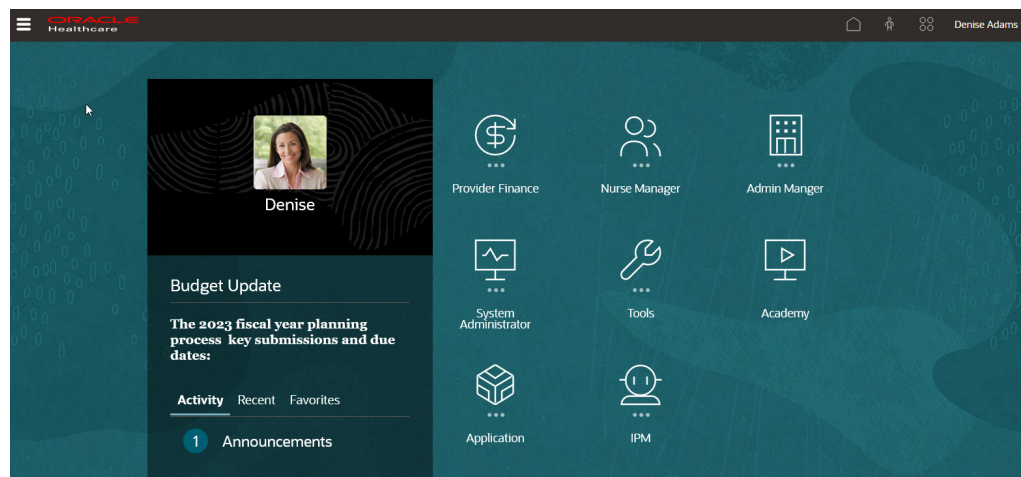 ORACLE
Healthcare
Denise Adams
Denise
Budget Update
The 2023 fiscal year planning
process key submissions and due
dates:
Activity Recent Favorites
1 Announcements
Provider Finance
Nurse Manager
Admin Manger
System
Administrator
Tools
Academy
Application
IPM